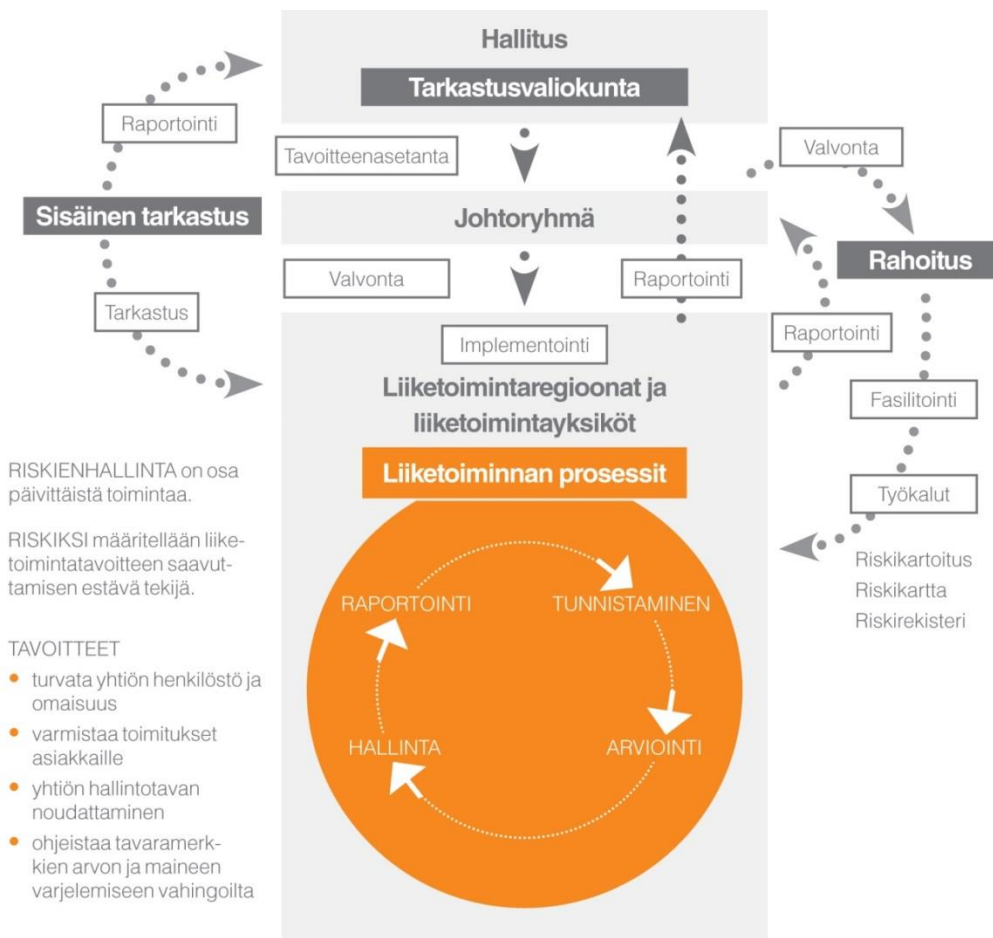 Hallitus
Tarkastusvaliokunta
Raportointi
Tavoitteenasetanta
Valvonta
Sisäinen tarkastus
Johtoryhmä
Rahoitus
Valvonta
Raportointi
Tarkastus
Implementointi
Raportointi
Liiketoimintaregioonat ja
liiketoimintayksiköt
Fasilitointi
Liiketoiminnan prosessit
Työkalut
Riskikartoitus
Riskikartta
Riskirekisteri
RISKIENHALLINTA on osa
päivittäistä toimintaa.
RISKIKSI määritellään liike-
toimintatavoitteen saavut-
tamisen estävä tekijä.
RAPORTOINTI
TUNNISTAMINEN
HALLINTA
ARVIOINTI
TAVOITTEET
• turvata yhtiön henkilöstö ja
omaisuus
• varmistaa toimitukset
asiakkaille
• yhtiön hallintotavan
noudattaminen
• ohjeistaa tavaramerk-
kien arvon ja maineen
varjelemiseen vahingoilta